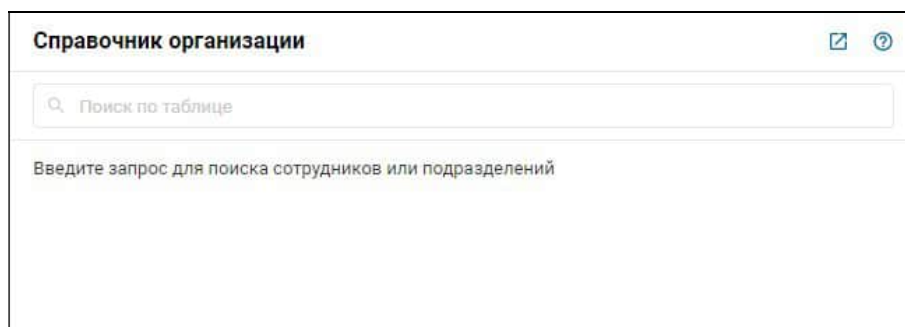 Справочник организации
Поиск по таблице
Введите запрос для поиска сотрудников или подразделений